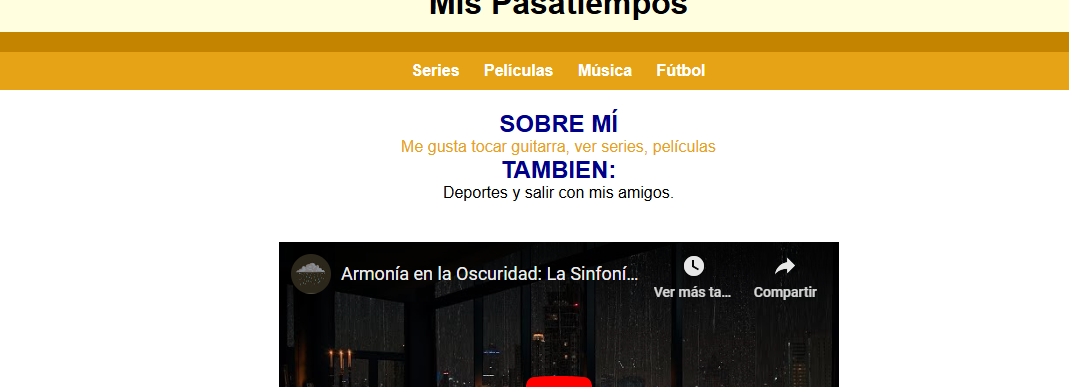 Mis Pasatiempos
Series Películas Música Fútbol
SOBRE MÍ
Me gusta tocar guitarra, ver series, películas
TAMBIEN:
Deportes y salir con mis amigos.
Armonía en la Oscuridad: La Sinfoní...
Ver más ta... Compartir